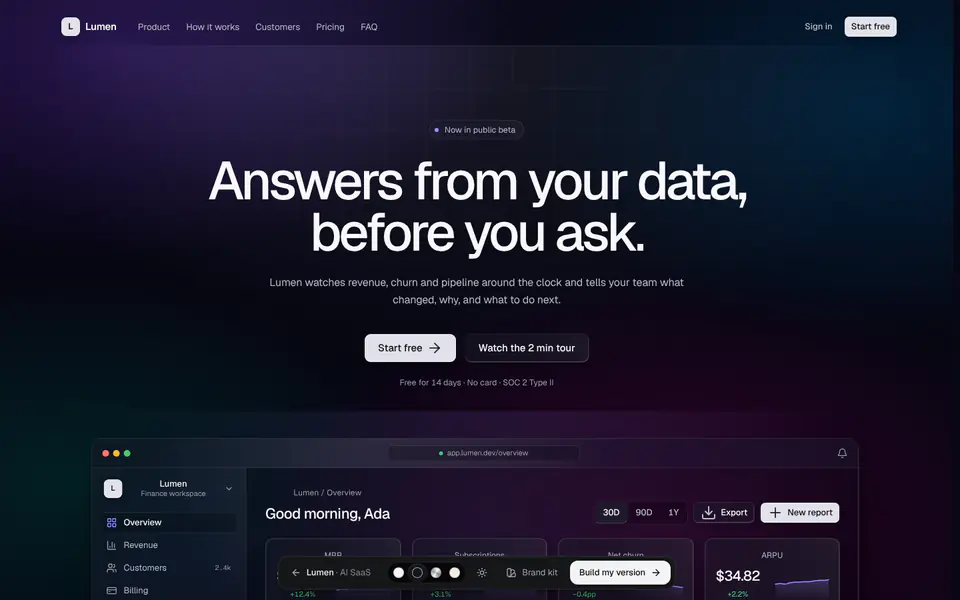 L Lumen Product How it works Customers Pricing FAQ Sign in Start free
Now in public beta
Answers from your data,
before you ask.
Lumen watches revenue, churn and pipeline around the clock and tells your team what
changed, why, and what to do next.
Start free Watch the 2 min tour
Free for 14 days · No card · SOC 2 Type II
app.lumen.dev/overview
L Lumen
Finance workspace
Lumen / Overview
Good morning, Ada
30D 90D 1Y Export New report
Overview
Revenue
Customers 2.4k
Billing
MRR Subscriptions Net churn ARPU
$34.82
+12.4% +3.1% -0.4pp +2.2%
Lumen · AI SaaS Brand kit Build my version